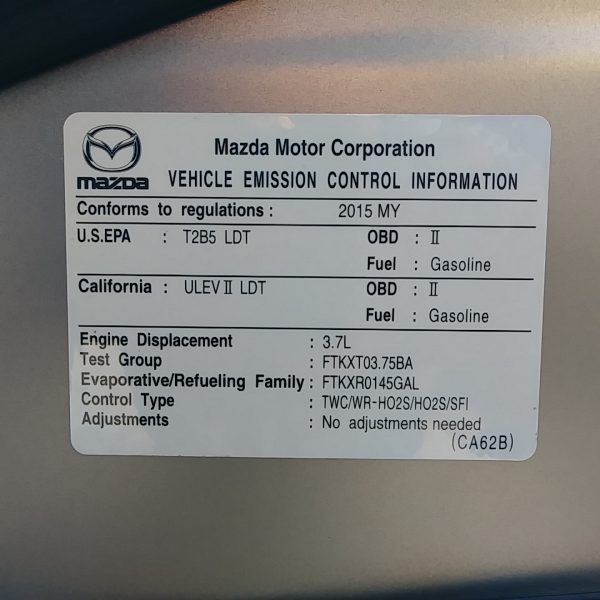 Mazda Motor Corporation
mazda VEHICLE EMISSION CONTROL INFORMATION
Conforms to regulations : 2015 MY
U.S.EPA : T2B5 LDT OBD : II
Fuel : Gasoline
California : ULEV II LDT OBD : II
Fuel : Gasoline
Engine Displacement : 3.7L
Test Group : FTKXT03.75BA
Evaporative/Refueling Family : FTKXR0145GAL
Control Type : TWC/WR-HO2S/HO2S/SFI
Adjustments : No adjustments needed
(CA62B)